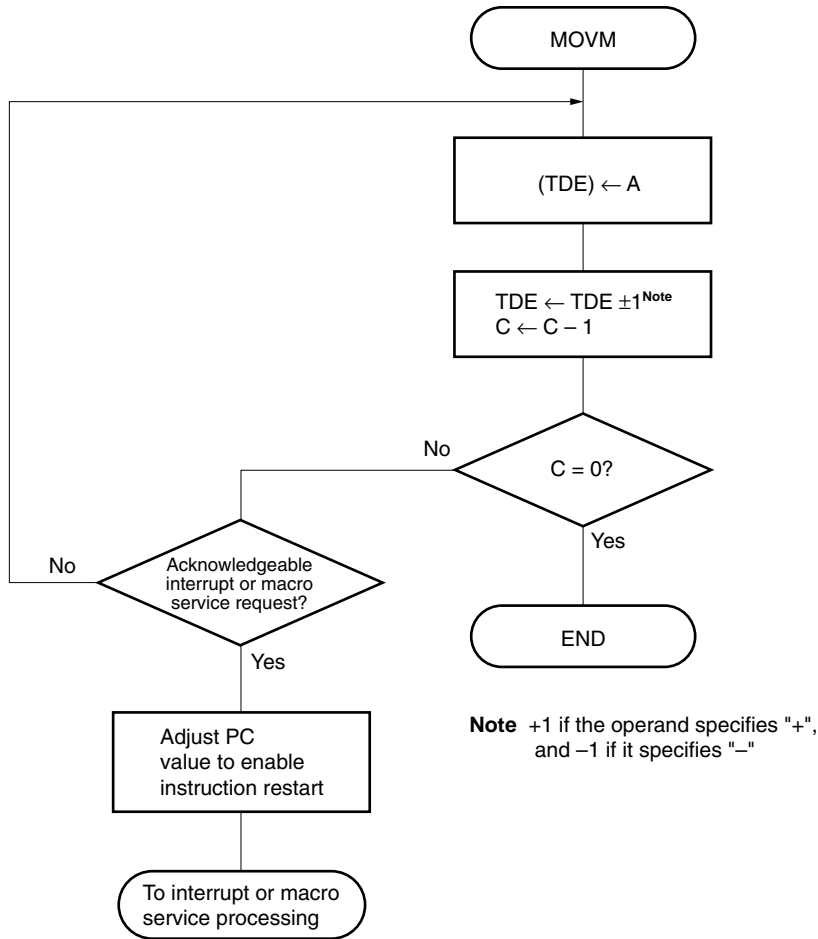 MOVM
(TDE) ← A
TDE ← TDE ±1Note
C ← C – 1
No
C = 0?
Yes
END
No
Acknowledgeable
interrupt or macro
service request?
Yes
Adjust PC
value to enable
instruction restart
To interrupt or macro
service processing
Note +1 if the operand specifies "+",
and –1 if it specifies "–"